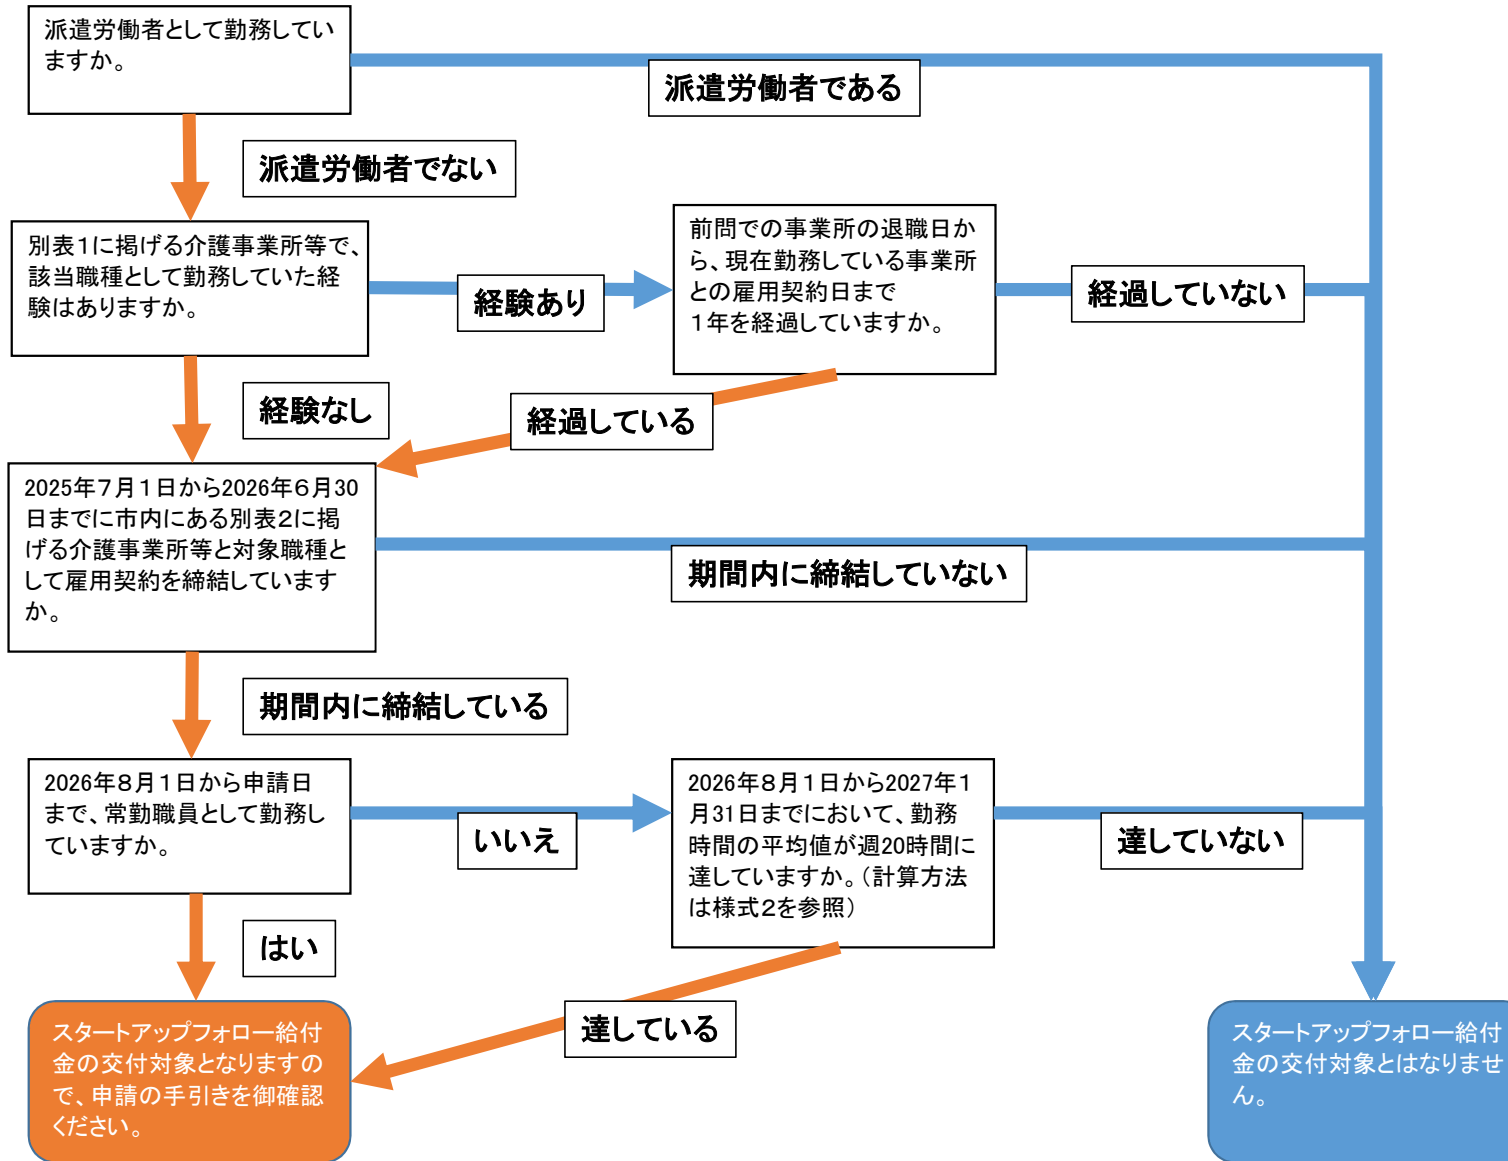 派遣労働者として勤務してい
ますか。
派遣労働者である
派遣労働者でない
別表１に掲げる介護事業所等で、
該当職種として勤務していた経
験はありますか。
経験あり
前問での事業所の退職日か
ら、現在勤務している事業所
との雇用契約日まで
１年を経過していますか。
経過していない
経験なし
経過している
2025年７月１日から2026年６月30
日までに市内にある別表２に掲
げる介護事業所等と対象職種と
して雇用契約を締結しています
か。
期間内に締結していない
期間内に締結している
2026年８月１日から申請日
まで、常勤職員として勤務し
ていますか。
いいえ
2026年８月１日から2027年１
月31日までにおいて、勤務
時間の平均値が週20時間に
達していますか。（計算方法
は様式２を参照）
達していない
はい
達している
スタートアップフォロー給付
金の交付対象となりますの
で、申請の手引きを御確認
ください。
スタートアップフォロー給付
金の交付対象とはなりませ
ん。